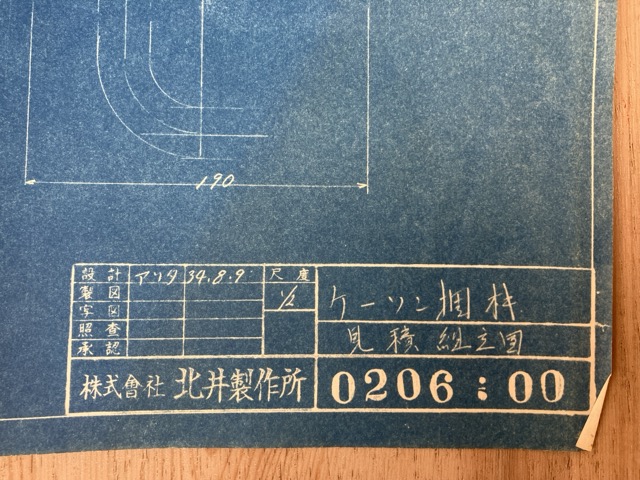 190
設計 アリタ 34.8.9. 尺度
製図 1/2
写図
照査
承認
ケーソン 枠
見積組立図
株式會社 北井製作所
0206:00